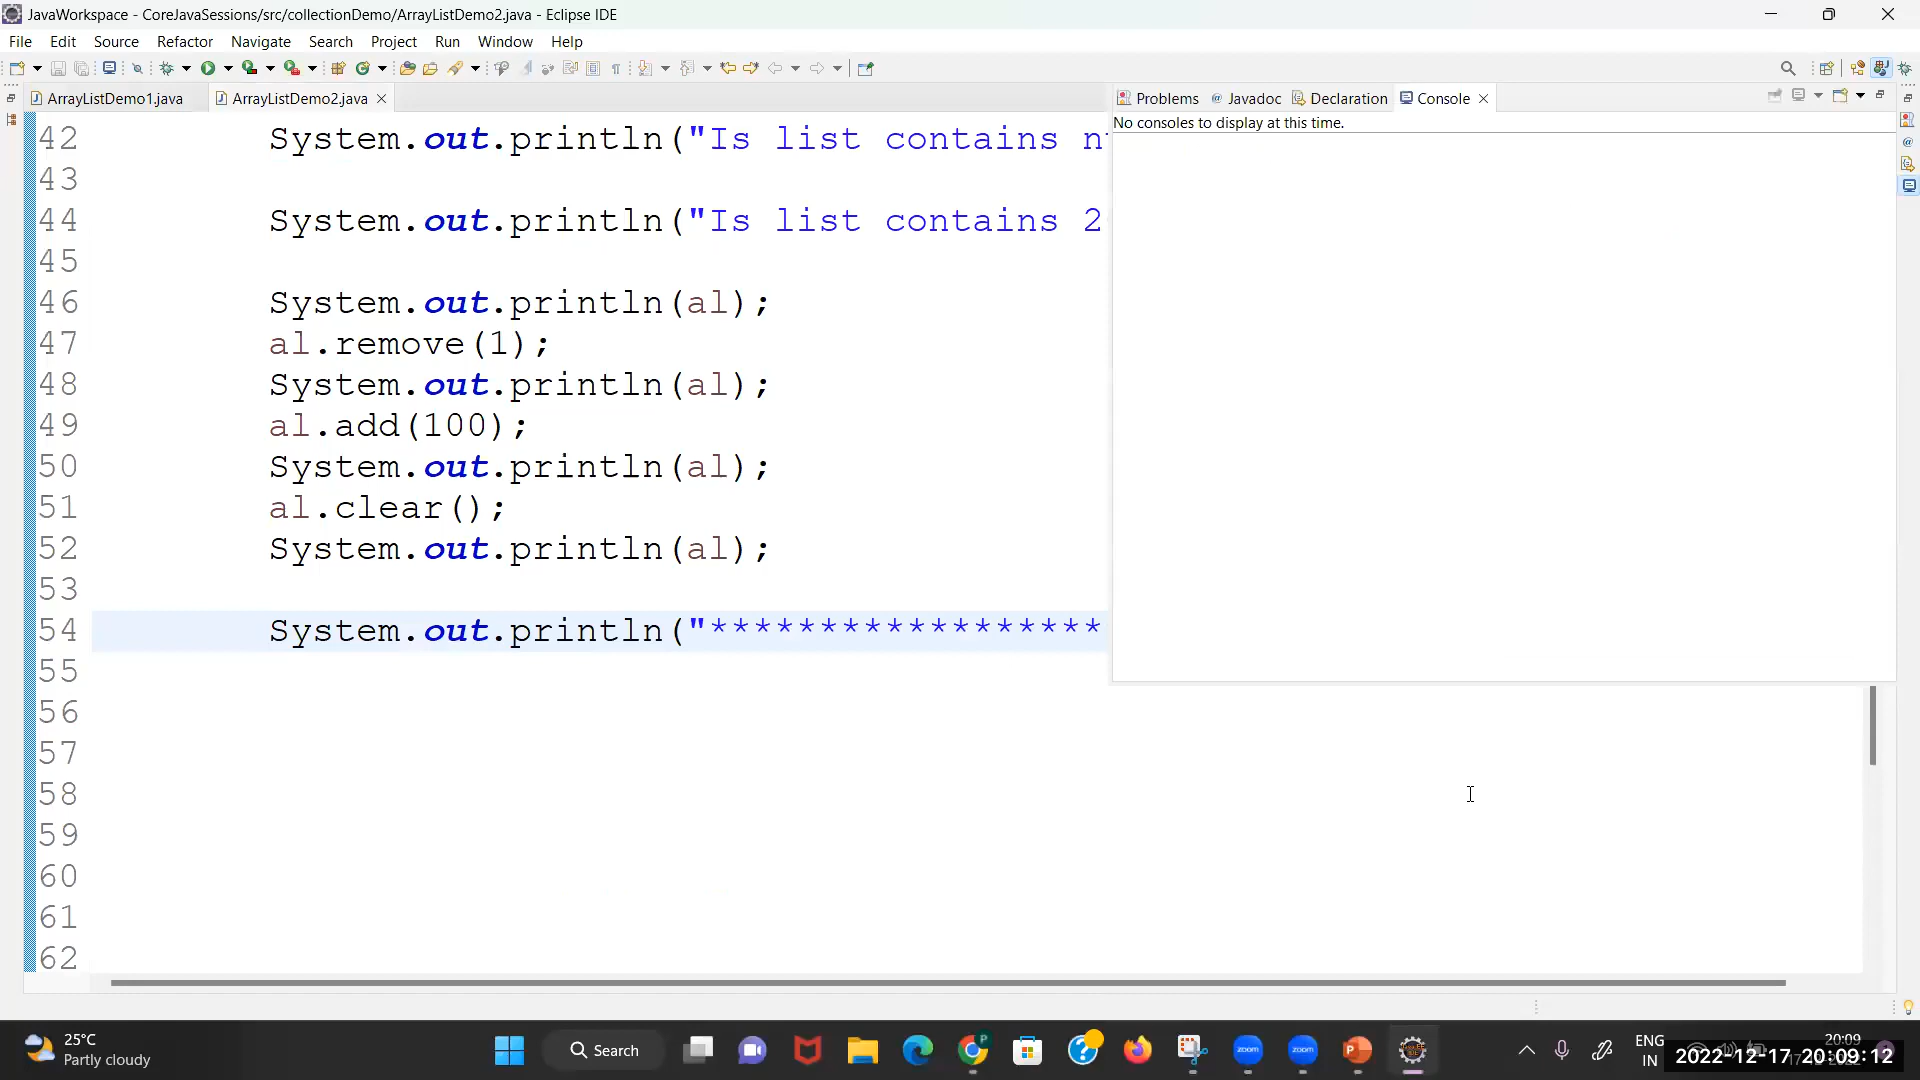 JavaWorkspace - CoreJavaSessions/src/collectionDemo/ArrayListDemo2.java - Eclipse IDE
File Edit Source Refactor Navigate Search Project Run Window Help
ArrayListDemo1.java ArrayListDemo2.java
Problems Javadoc Declaration Console
No consoles to display at this time.
42 System.out.println("Is list contains n
43
44 System.out.println("Is list contains 2
45
46 System.out.println(al);
47 al.remove(1);
48 System.out.println(al);
49 al.add(100);
50 System.out.println(al);
51 al.clear();
52 System.out.println(al);
53
54 System.out.println("******************
55
56
57
58
59
60
61
62
25°C
Partly cloudy
Search
zoom
zoom
ENG
IN
20:09
2022-12-17 20:09:12